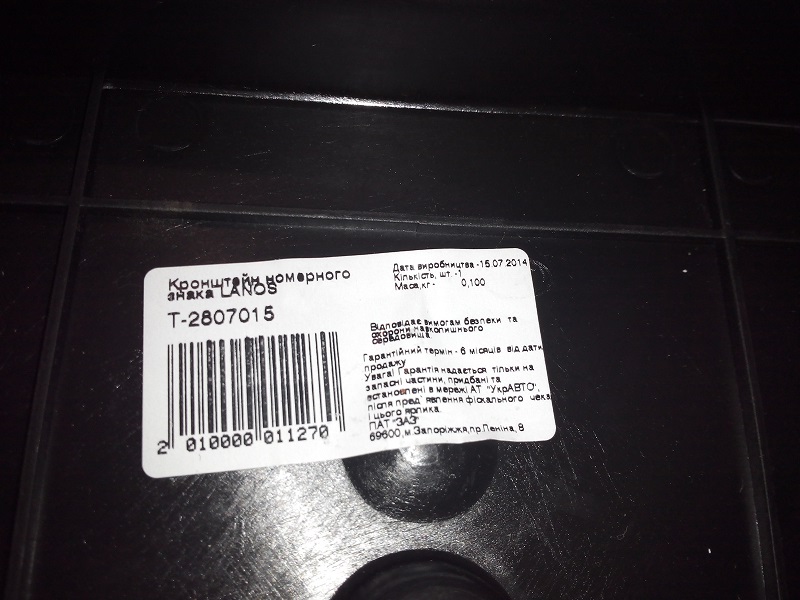 Кронштейн номерного
знака LANOS
T-2807015
2 010000 011270
Дата виробництва -15.07.2014
Кількість, шт. -1
Маса,кг - 0,100
Відповідає вимогам безпеки та
охорони навколишнього
середовища
Гарантійний термін - 6 місяців від дати
продажу
Увага! Гарантія надається тільки на
запасні частини, придбані та
встановлені в мережі АТ "УкрАВТО",
після пред' явлення фіскального чека
і цього ярлика.
ПАТ "ЗАЗ"
69600,м.Запоріжжя,пр.Леніна, 8